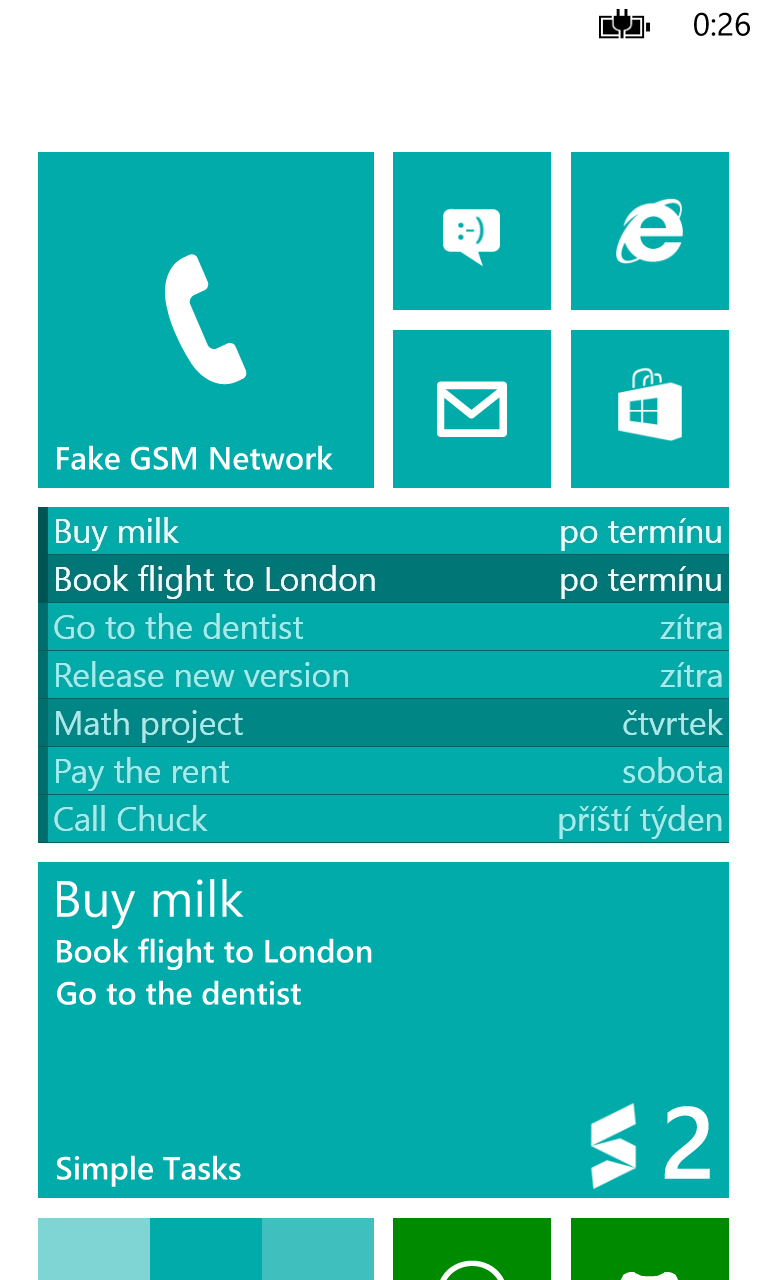 0:26
:-)
Fake GSM Network
Buy milk po termínu
Book flight to London po termínu
Go to the dentist zítra
Release new version zítra
Math project čtvrtek
Pay the rent sobota
Call Chuck příští týden
Buy milk
Book flight to London
Go to the dentist
Simple Tasks 2